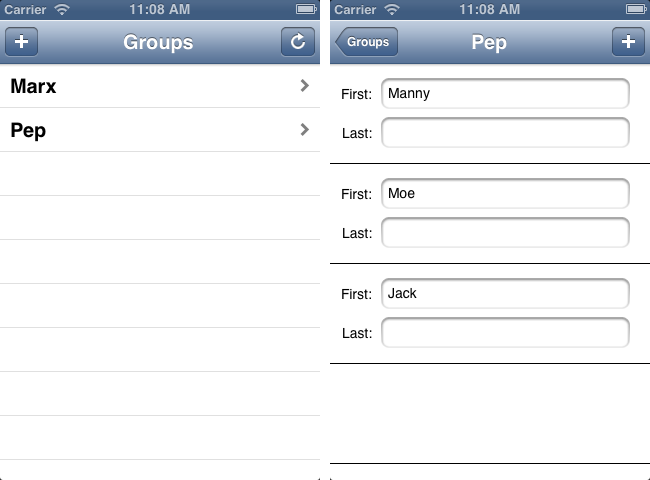 Carrier 11:08 AM
Groups
Marx
Pep
Carrier 11:08 AM
Groups Pep
First: Manny
Last:
First: Moe
Last:
First: Jack
Last: